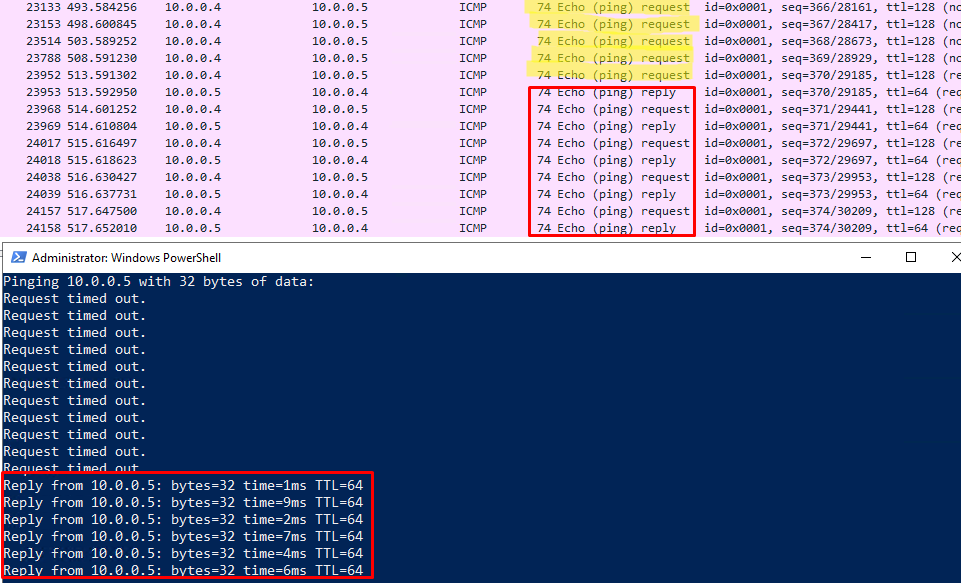 23133 493.584256 10.0.0.4 10.0.0.5 ICMP 74 Echo (ping) request id=0x0001, seq=366/28161, ttl=128 (no
23153 498.600845 10.0.0.4 10.0.0.5 ICMP 74 Echo (ping) request id=0x0001, seq=367/28417, ttl=128 (no
23514 503.589252 10.0.0.4 10.0.0.5 ICMP 74 Echo (ping) request id=0x0001, seq=368/28673, ttl=128 (no
23788 508.591230 10.0.0.4 10.0.0.5 ICMP 74 Echo (ping) request id=0x0001, seq=369/28929, ttl=128 (no
23952 513.591302 10.0.0.4 10.0.0.5 ICMP 74 Echo (ping) request id=0x0001, seq=370/29185, ttl=128 (re
23953 513.592950 10.0.0.5 10.0.0.4 ICMP 74 Echo (ping) reply id=0x0001, seq=370/29185, ttl=64 (req
23968 514.601252 10.0.0.4 10.0.0.5 ICMP 74 Echo (ping) request id=0x0001, seq=371/29441, ttl=128 (re
23969 514.610804 10.0.0.5 10.0.0.4 ICMP 74 Echo (ping) reply id=0x0001, seq=371/29441, ttl=64 (req
24017 515.616497 10.0.0.4 10.0.0.5 ICMP 74 Echo (ping) request id=0x0001, seq=372/29697, ttl=128 (re
24018 515.618623 10.0.0.5 10.0.0.4 ICMP 74 Echo (ping) reply id=0x0001, seq=372/29697, ttl=64 (req
24038 516.630427 10.0.0.4 10.0.0.5 ICMP 74 Echo (ping) request id=0x0001, seq=373/29953, ttl=128 (re
24039 516.637731 10.0.0.5 10.0.0.4 ICMP 74 Echo (ping) reply id=0x0001, seq=373/29953, ttl=64 (req
24157 517.647500 10.0.0.4 10.0.0.5 ICMP 74 Echo (ping) request id=0x0001, seq=374/30209, ttl=128 (re
24158 517.652010 10.0.0.5 10.0.0.4 ICMP 74 Echo (ping) reply id=0x0001, seq=374/30209, ttl=64 (req
Administrator: Windows PowerShell
Pinging 10.0.0.5 with 32 bytes of data:
Request timed out.
Request timed out.
Request timed out.
Request timed out.
Request timed out.
Request timed out.
Request timed out.
Request timed out.
Request timed out.
Request timed out.
Request timed out.
Reply from 10.0.0.5: bytes=32 time=1ms TTL=64
Reply from 10.0.0.5: bytes=32 time=9ms TTL=64
Reply from 10.0.0.5: bytes=32 time=2ms TTL=64
Reply from 10.0.0.5: bytes=32 time=7ms TTL=64
Reply from 10.0.0.5: bytes=32 time=4ms TTL=64
Reply from 10.0.0.5: bytes=32 time=6ms TTL=64